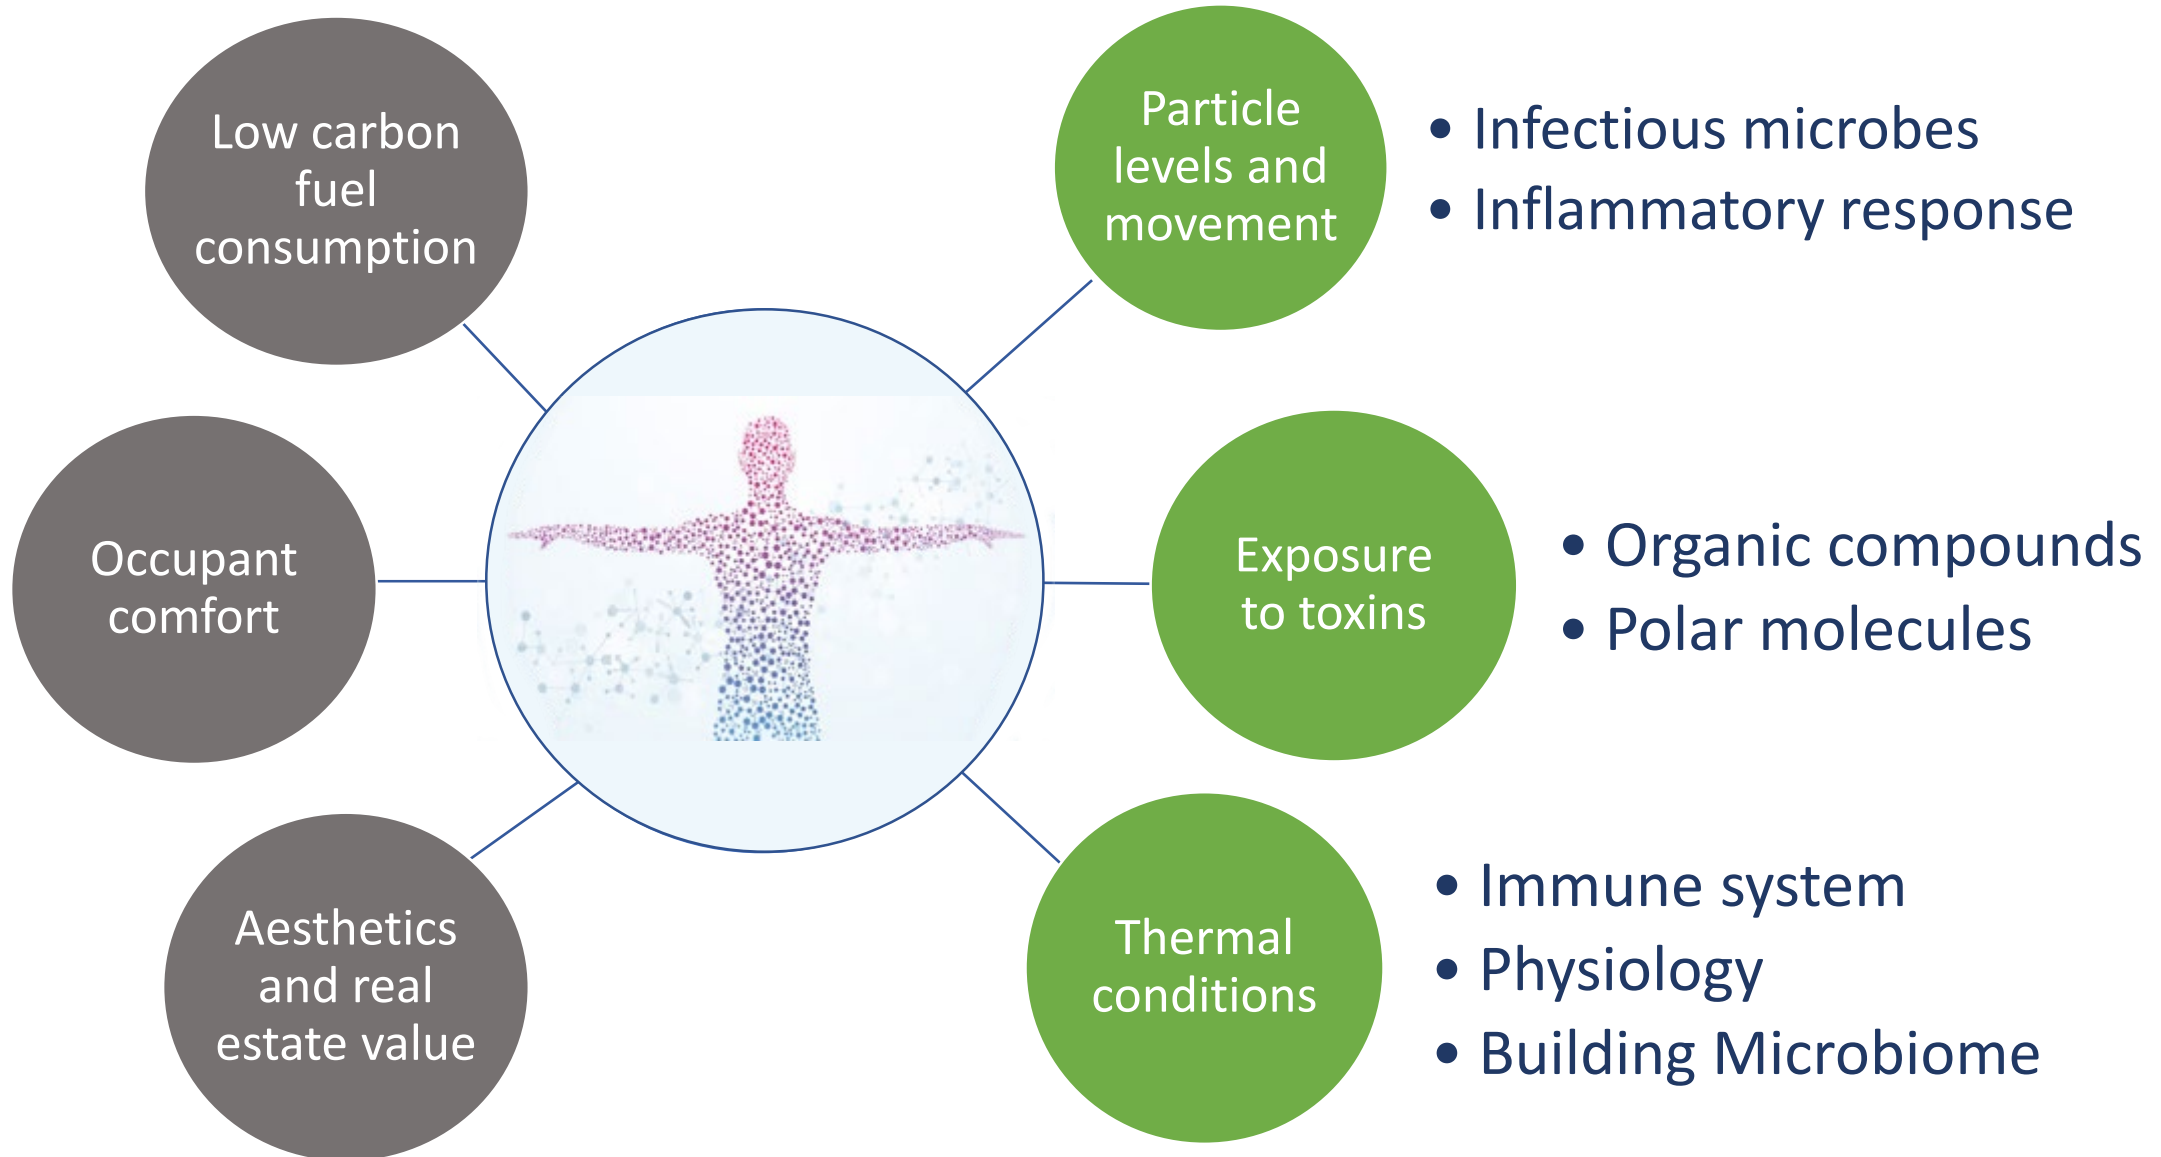 Low carbon
fuel
consumption
Occupant
comfort
Aesthetics
and real
estate value
Particle
levels and
movement
• Infectious microbes
• Inflammatory response
Exposure
to toxins
• Organic compounds
• Polar molecules
Thermal
conditions
• Immune system
• Physiology
• Building Microbiome